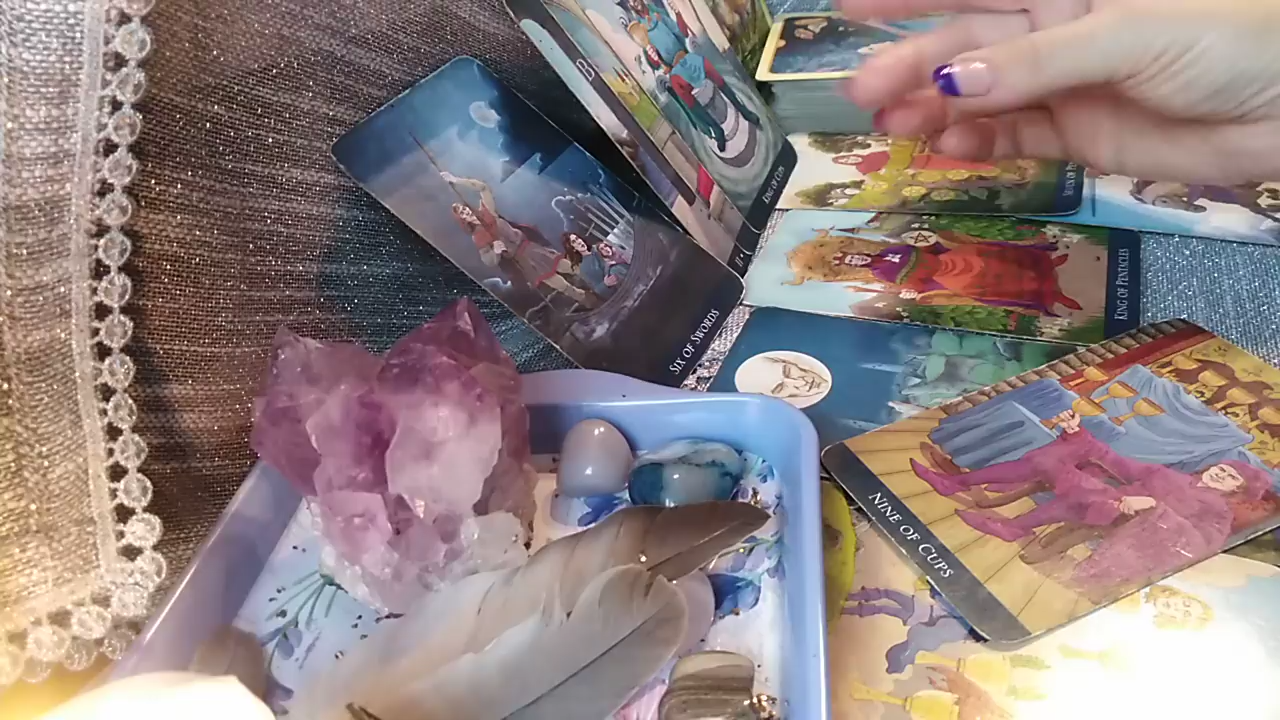 KING OF CUPS
SIX OF SWORDS
KING OF PENTACLES
NINE OF CUPS